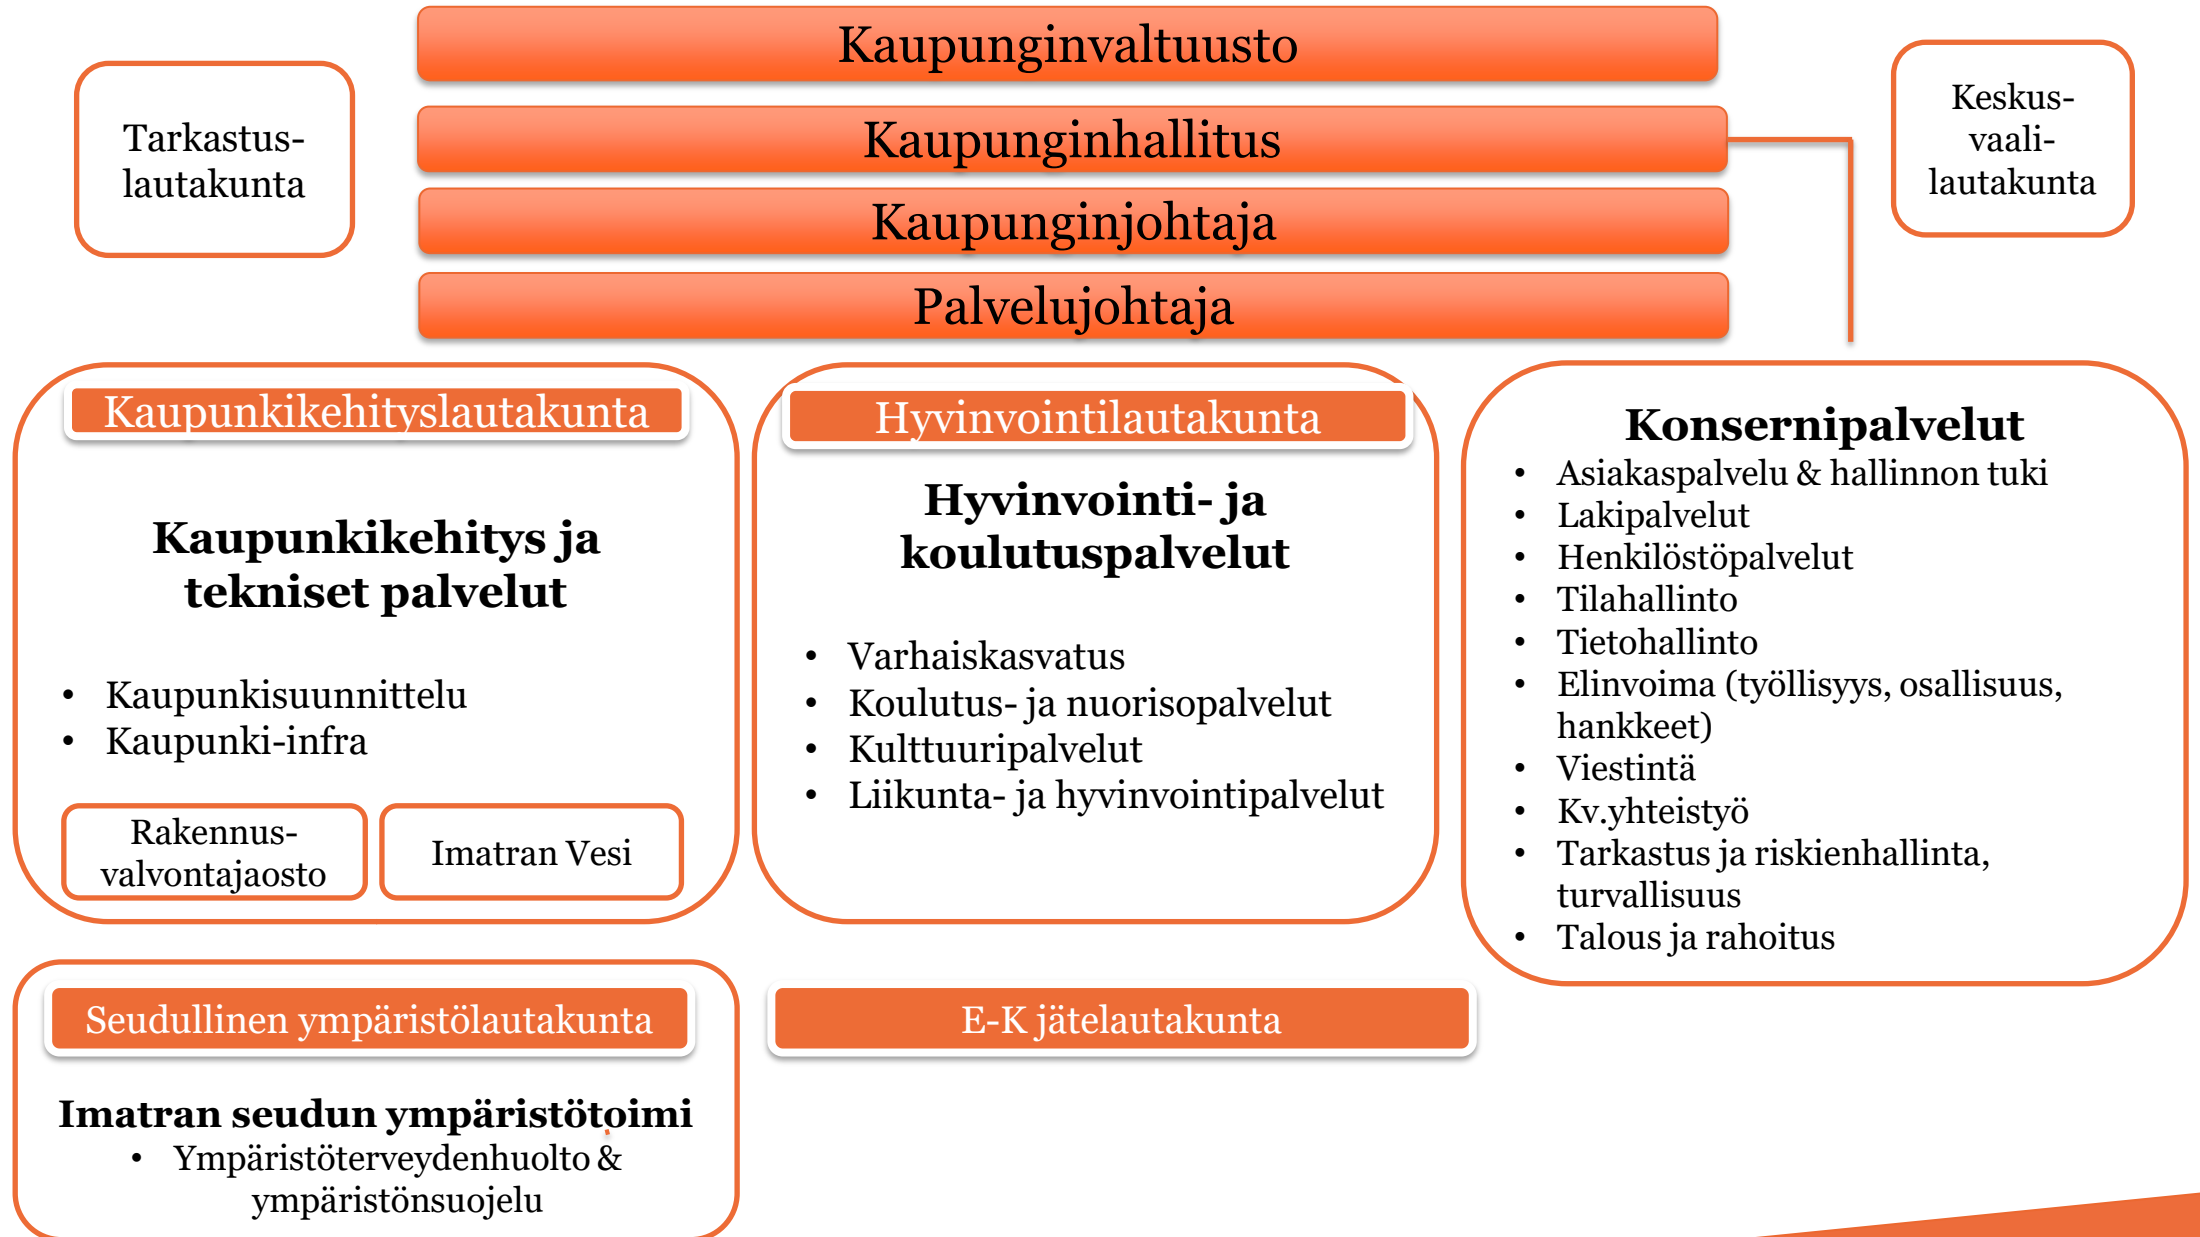 Kaupunginvaltuusto
Tarkastus-
lautakunta
Kaupunginhallitus
Keskus-
vaali-
lautakunta
Kaupunginjohtaja
Palvelujohtaja
Kaupunkikehityslautakunta
Kaupunkikehitys ja
tekniset palvelut
• Kaupunkisuunnittelu
• Kaupunki-infra
Rakennus-
valvontajaosto
Imatran Vesi
Hyvinvointilautakunta
Hyvinvointi- ja
koulutuspalvelut
• Varhaiskasvatus
• Koulutus- ja nuorisopalvelut
• Kulttuuripalvelut
• Liikunta- ja hyvinvointipalvelut
Konsernipalvelut
• Asiakaspalvelu & hallinnon tuki
• Lakipalvelut
• Henkilöstöpalvelut
• Tilahallinto
• Tietohallinto
• Elinvoima (työllisyys, osallisuus,
hankkeet)
• Viestintä
• Kv.yhteistyö
• Tarkastus ja riskienhallinta,
turvallisuus
• Talous ja rahoitus
Seudullinen ympäristölautakunta
Imatran seudun ympäristötoimi
• Ympäristöterveydenhuolto &
ympäristönsuojelu
E-K jätelautakunta